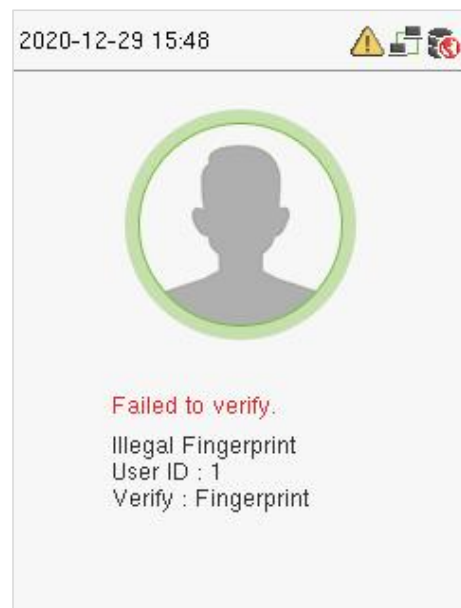 2020-12-29 15:48
Failed to verify.
Illegal Fingerprint
User ID : 1
Verify : Fingerprint